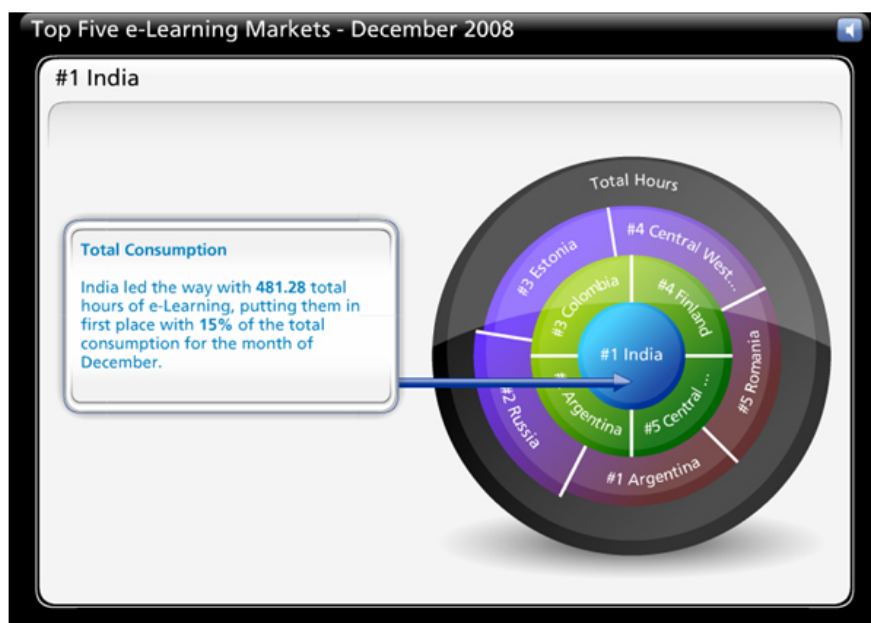 Top Five e-Learning Markets - December 2008
#1 India
Total Consumption
India led the way with 481.28 total
hours of e-Learning, putting them in
first place with 15% of the total
consumption for the month of
December.
Total Hours
#3 Estonia
#4 Central West...
#5 Romania
#1 Argentina
#2 Russia
#3 Colombia
#4 Finland
#5 Central ...
Argentina
#1 India